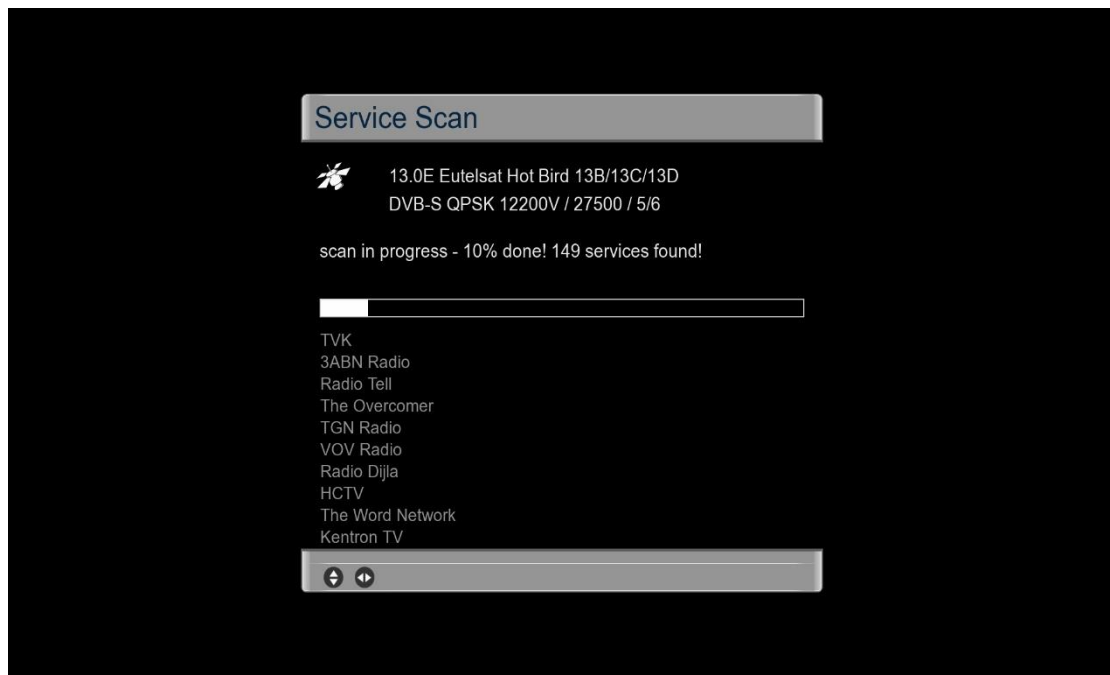 Service Scan
13.0E Eutelsat Hot Bird 13B/13C/13D
DVB-S QPSK 12200V / 27500 / 5/6
scan in progress - 10% done! 149 services found!
TVK
3ABN Radio
Radio Tell
The Overcomer
TGN Radio
VOV Radio
Radio Dijla
HCTV
The Word Network
Kentron TV